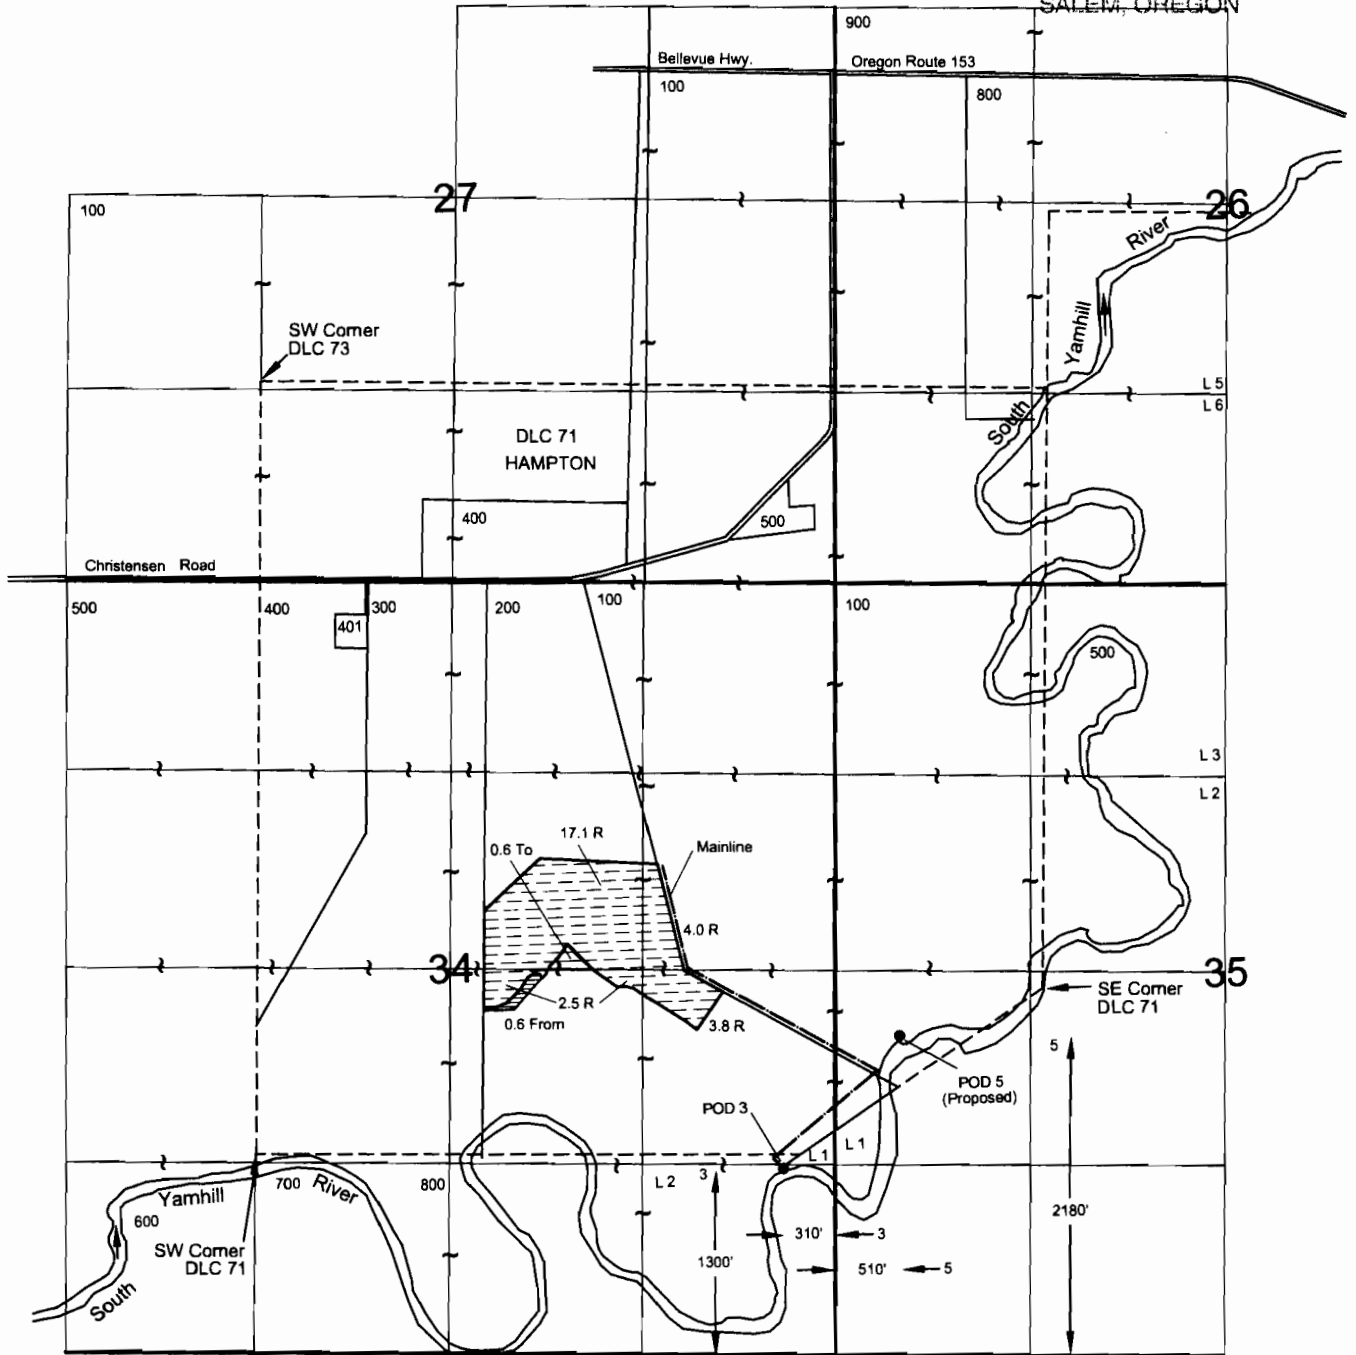 SALEM, OREGON
900
Bellevue Hwy.
Oregon Route 153
100
800
27
26
100
River
Yamhill
South
SW Corner
DLC 73
L 5
L 6
DLC 71
HAMPTON
400
500
Christensen Road
500
400
300
200
100
100
401
500
L 3
L 2
17.1 R
0.6 To
Mainline
4.0 R
34
35
2.5 R
0.6 From
3.8 R
SE Corner
DLC 71
5
POD 5
(Proposed)
POD 3
L 1
L 1
L 2
3
700
River
800
Yamhill
600
SW Corner
DLC 71
South
2180'
310'
3
1300'
510'
5